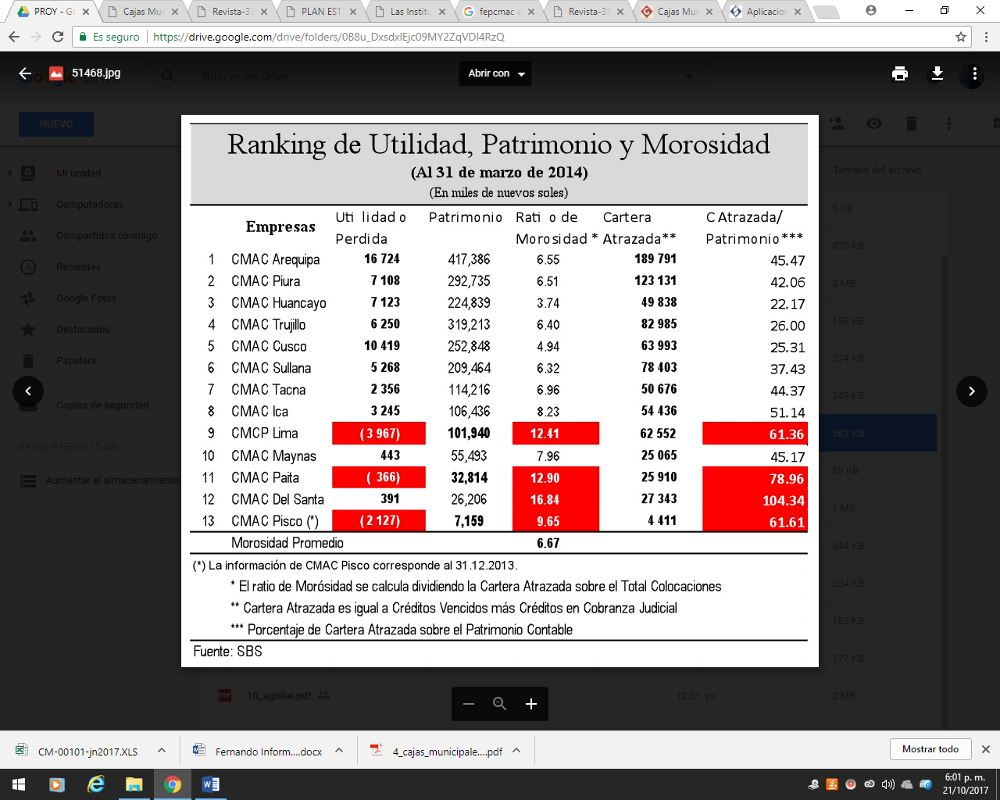 PROY - Go
Cajas Mun
Revista-33
PLAN EST
Las Institu
fepcmac e
Revista-35
Cajas Mun
Aplicacion
Es seguro | https://drive.google.com/drive/folders/0B8u_DxsdxlEjc09MY2ZqVDl4RzQ
51468.jpg
Buscar en Drive
Abrir con
NUEVO
Mi unidad
Computadoras
Compartidos conmigo
Recientes
Google Fotos
Destacados
Papelera
Copias de seguridad
Se usó 9 GB de 15 GB
Aumentar el almacenamiento
Tamaño del archivo
6 KB
870 KB
3 MB
108 KB
274 KB
249 KB
582 KB
35 KB
1 MB
344 KB
204 KB
183 KB
177 KB
Ranking de Utilidad, Patrimonio y Morosidad
(Al 31 de marzo de 2014)
(En miles de nuevos soles)
Empresas Uti lidad o Perdida Patrimonio Rati o de Morosidad * Cartera Atrazada** C Atrazada/ Patrimonio***
1 CMAC Arequipa 16 724 417,386 6.55 189 791 45.47
2 CMAC Piura 7 108 292,735 6.51 123 131 42.06
3 CMAC Huancayo 7 123 224,839 3.74 49 838 22.17
4 CMAC Trujillo 6 250 319,213 6.40 82 985 26.00
5 CMAC Cusco 10 419 252,848 4.94 63 993 25.31
6 CMAC Sullana 5 268 209,464 6.32 78 403 37.43
7 CMAC Tacna 2 356 114,216 6.96 50 676 44.37
8 CMAC Ica 3 245 106,436 8.23 54 436 51.14
9 CMCP Lima (3 967) 101,940 12.41 62 552 61.36
10 CMAC Maynas 443 55,493 7.96 25 065 45.17
11 CMAC Paita ( 366) 32,814 12.90 25 910 78.96
12 CMAC Del Santa 391 26,206 16.84 27 343 104.34
13 CMAC Pisco (*) (2 127) 7,159 9.65 4 411 61.61
Morosidad Promedio 6.67
(*) La información de CMAC Pisco corresponde al 31.12.2013.
* El ratio de Morósidad se calcula dividiendo la Cartera Atrazada sobre el Total Colocaciones
** Cartera Atrazada es igual a Créditos Vencidos más Créditos en Cobranza Judicial
*** Porcentaje de Cartera Atrazada sobre el Patrimonio Contable
Fuente: SBS
10_aguilar.pdf 12:51 yo 2 MB
CM-00101-jn2017.XLS
Fernando Inform....docx
4_cajas_municipale....pdf
Mostrar todo
6:01 p. m.
21/10/2017